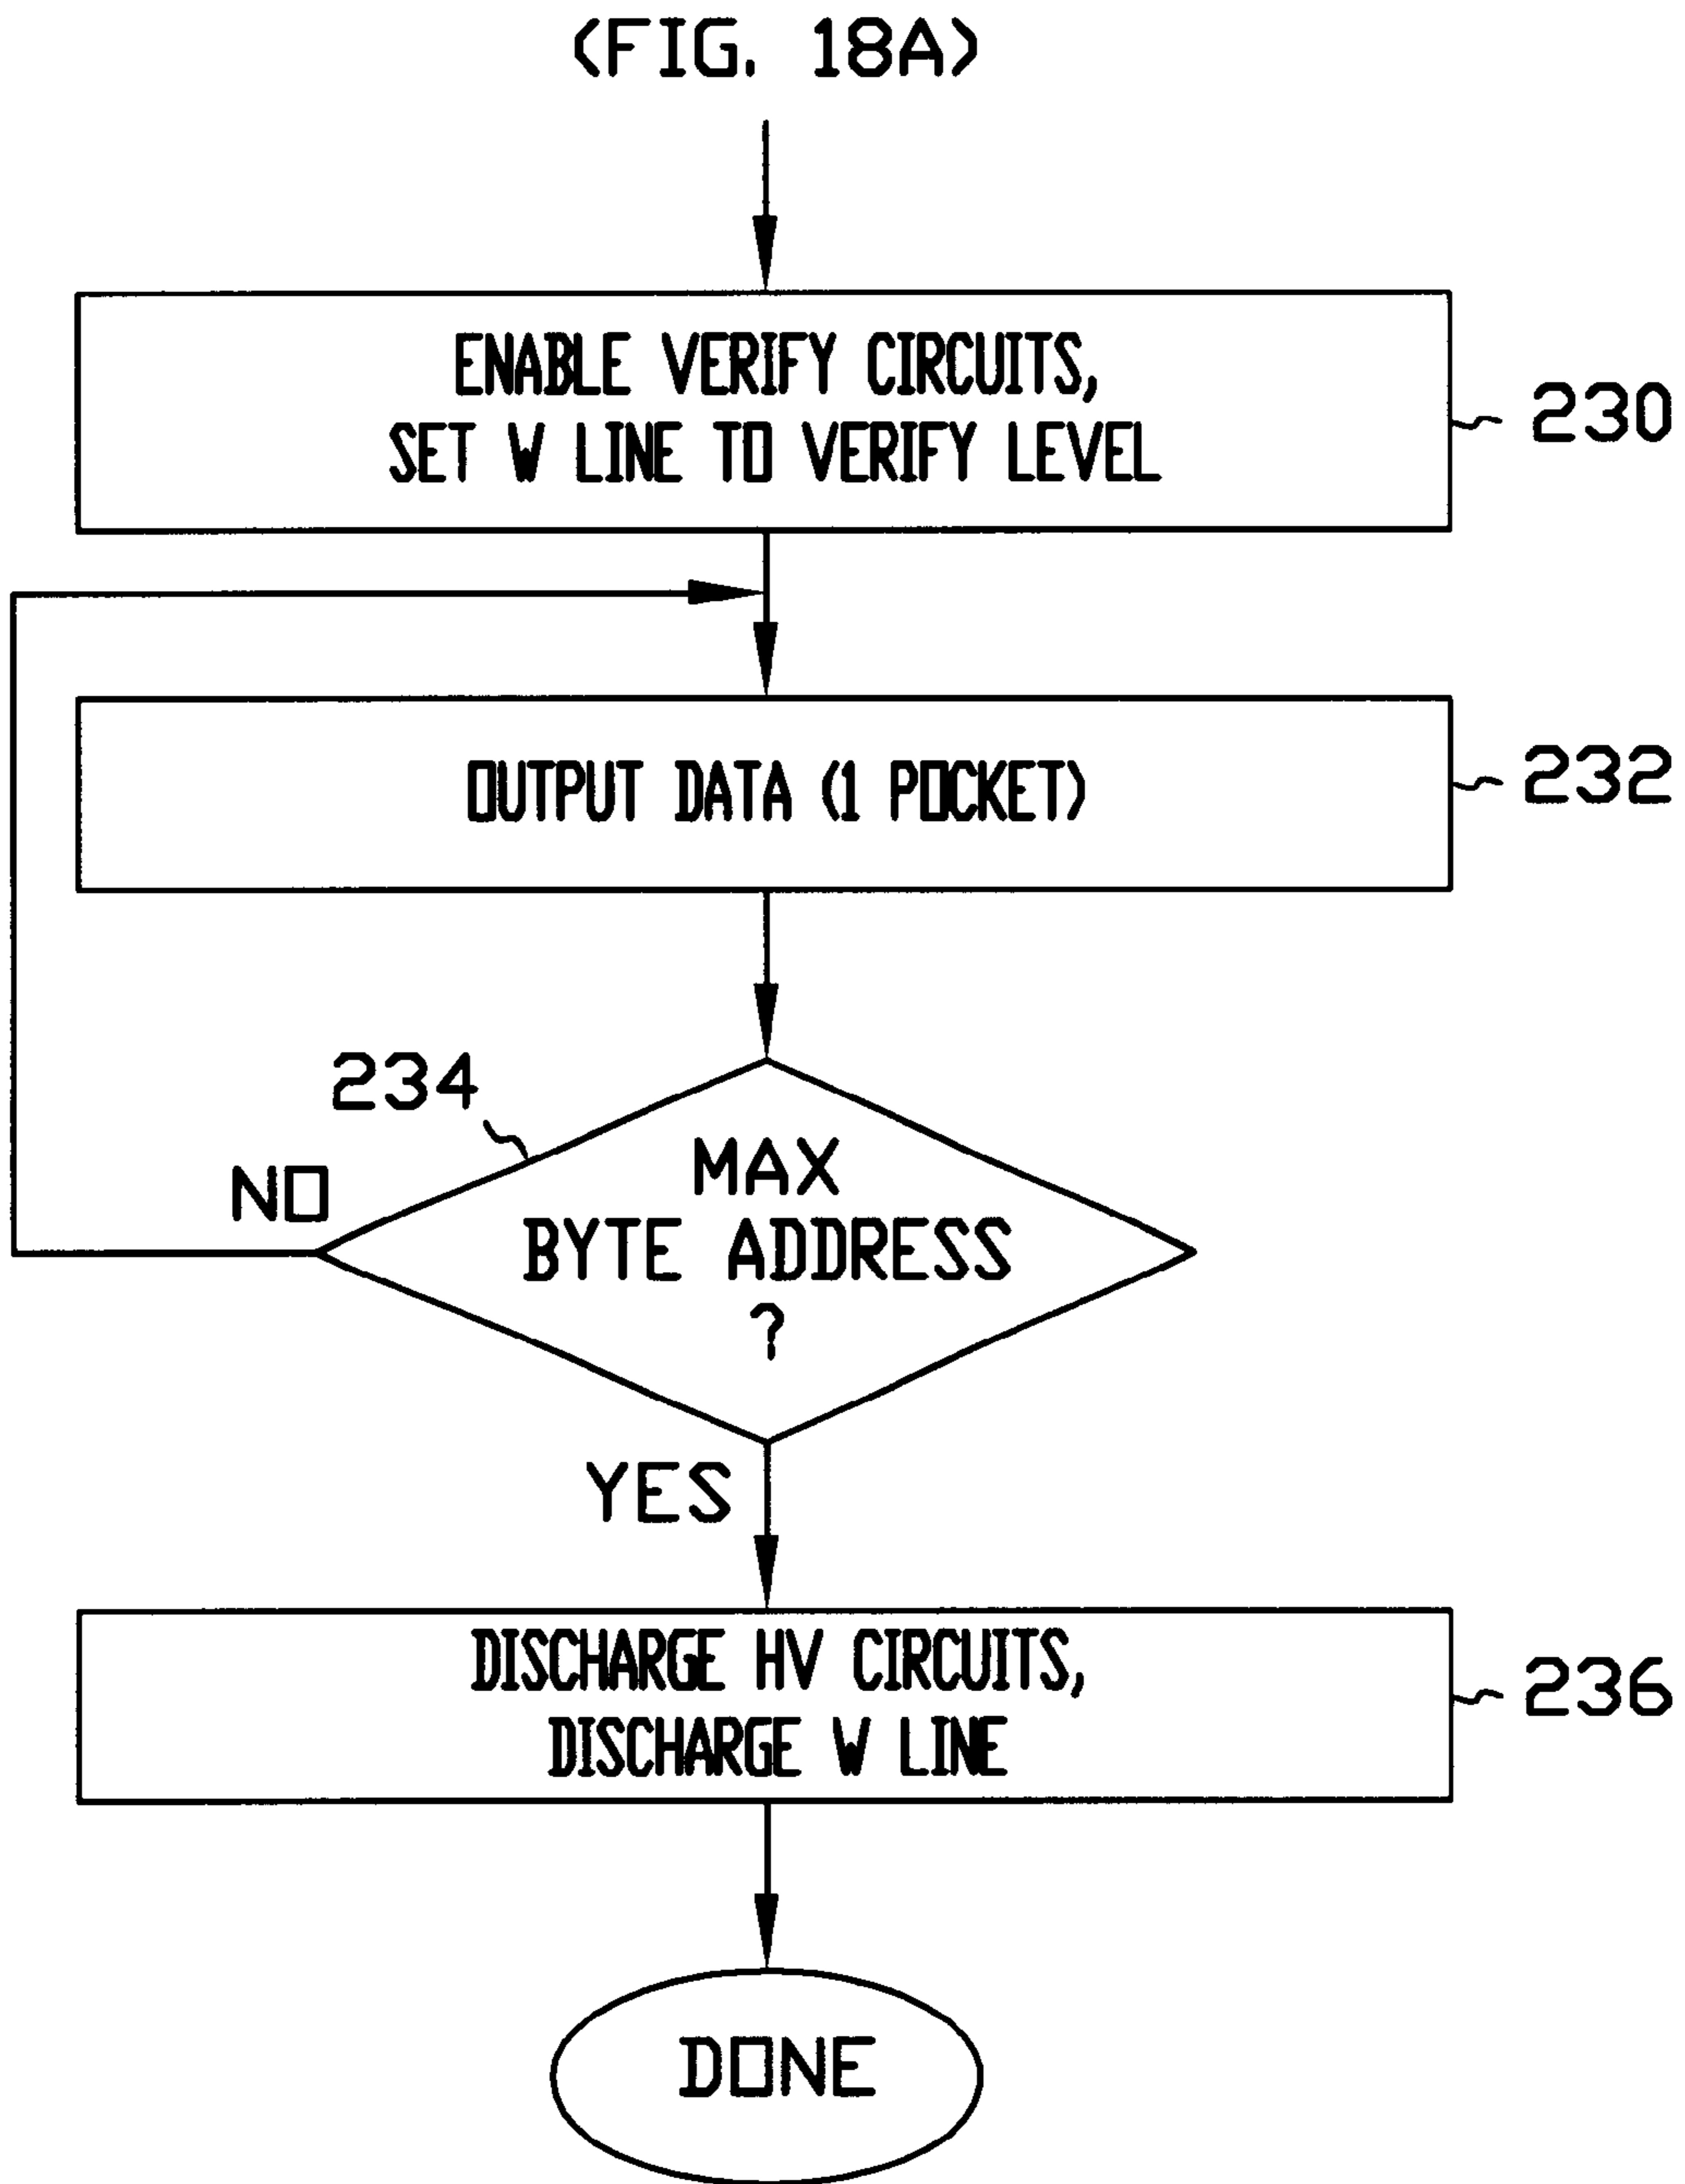 (FIG. 18A)
ENABLE VERIFY CIRCUITS,
SET W LINE TO VERIFY LEVEL
230
OUTPUT DATA (1 POCKET)
232
234
NO
MAX
BYTE ADDRESS
?
YES
DISCHARGE HV CIRCUITS,
DISCHARGE W LINE
236
DONE